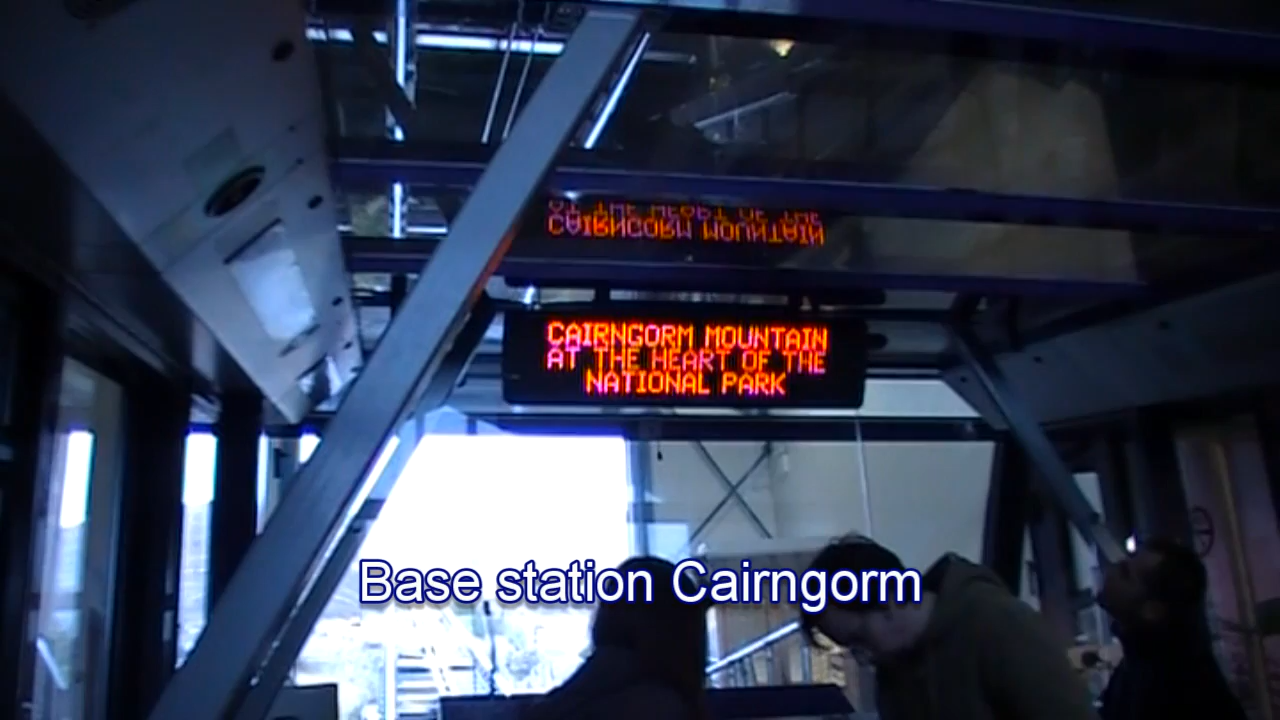 CAIRNGORM MOUNTAIN
AT THE HEART OF THE
NATIONAL PARK
Base station Cairngorm